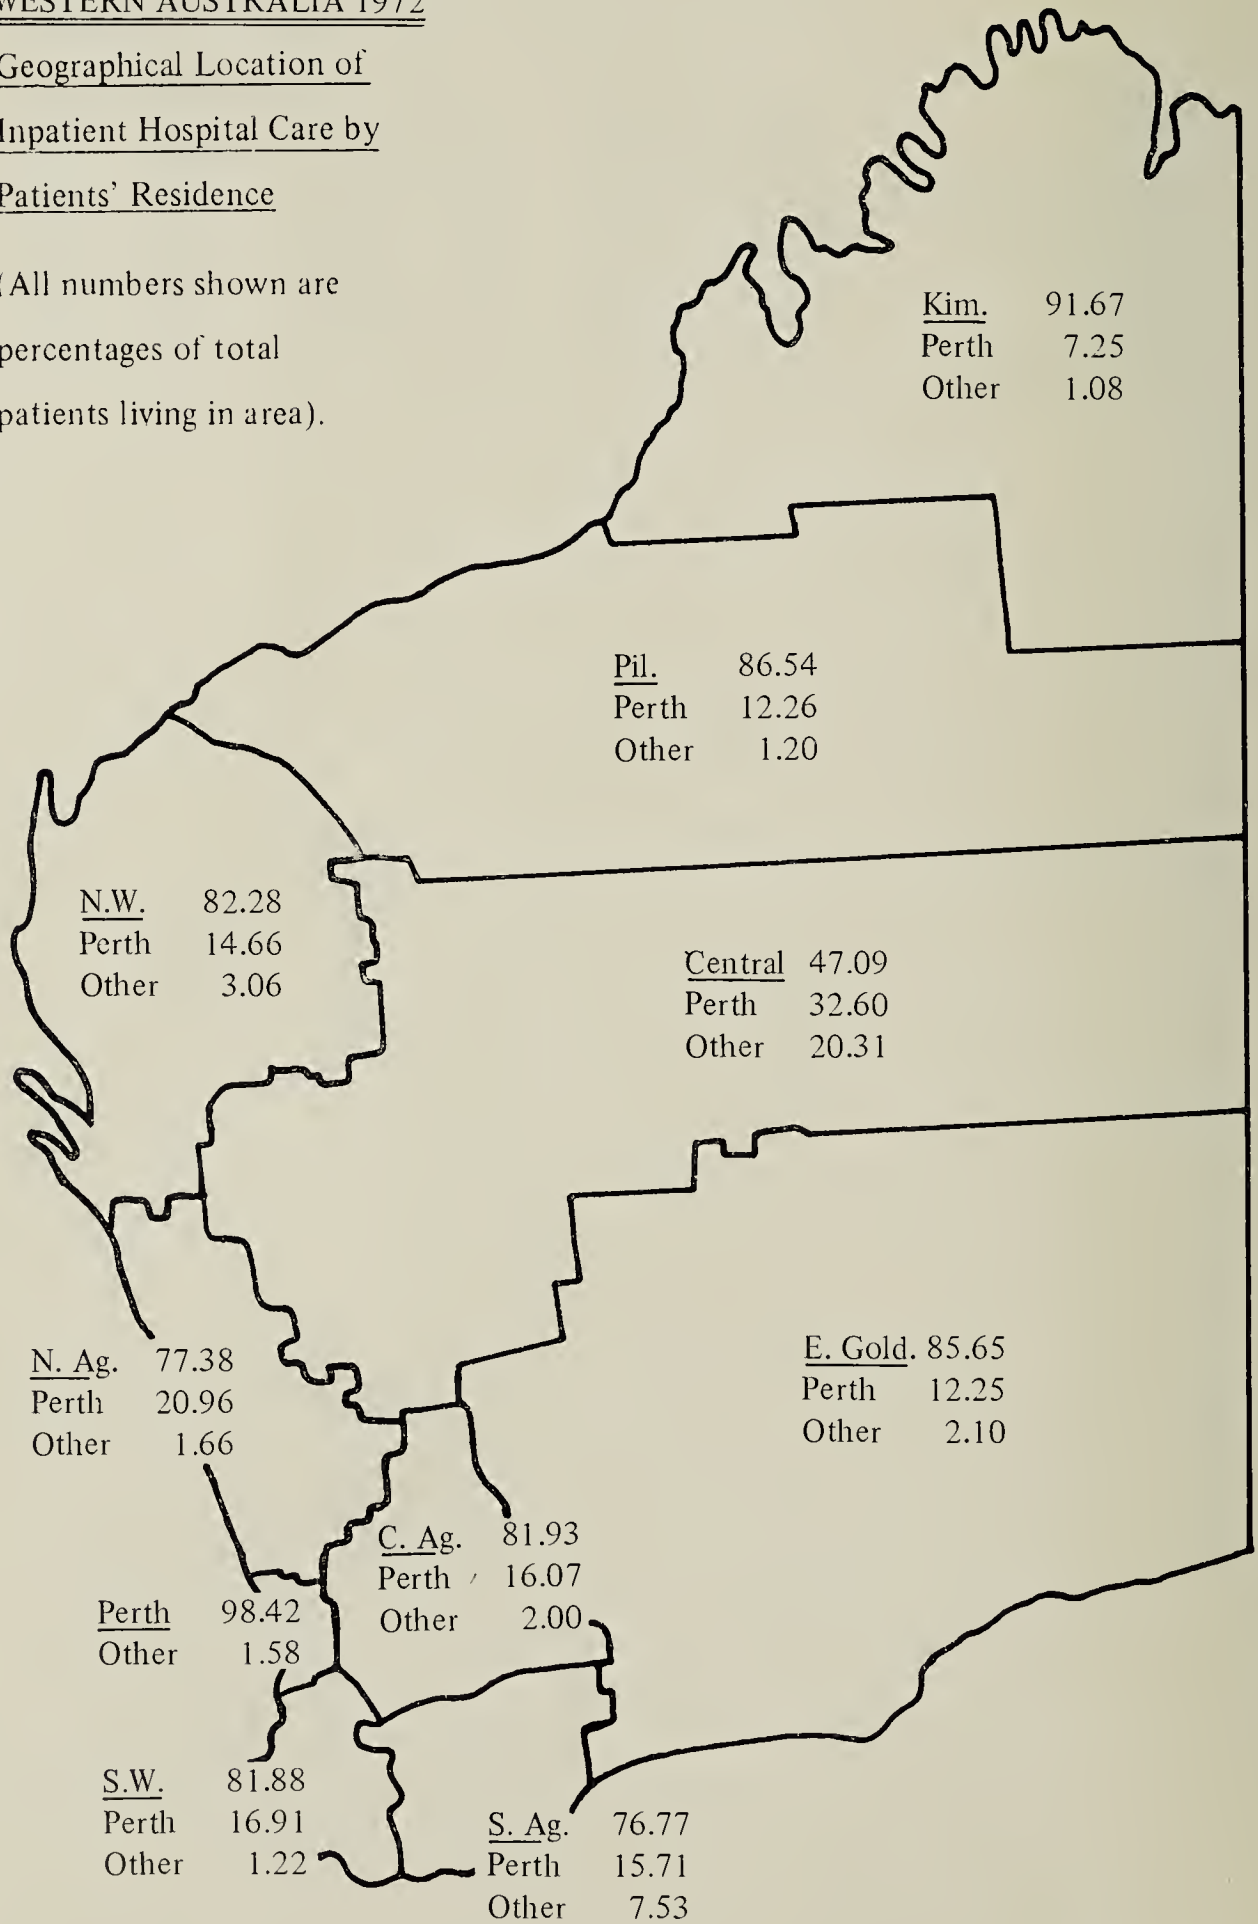 WESTERN AUSTRALIA 1972
Geographical Location of
Inpatient Hospital Care by
Patients' Residence
(All numbers shown are
percentages of total
patients living in area).
Kim. 91.67
Perth 7.25
Other 1.08
Pil. 86.54
Perth 12.26
Other 1.20
N.W. 82.28
Perth 14.66
Other 3.06
Central 47.09
Perth 32.60
Other 20.31
E. Gold. 85.65
Perth 12.25
Other 2.10
N. Ag. 77.38
Perth 20.96
Other 1.66
C. Ag. 81.93
Perth 16.07
Other 2.00
Perth 98.42
Other 1.58
S.W. 81.88
Perth 16.91
Other 1.22
S. Ag. 76.77
Perth 15.71
Other 7.53